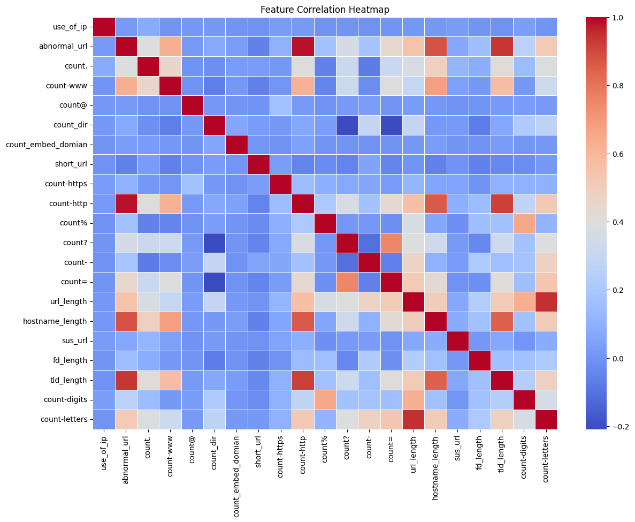 Feature Correlation Heatmap
use_of_ip
abnormal_url
count.
count-www
count@
count_dir
count_embed_domian
short_url
count-https
count-http
count%
count?
count-
count=
url_length
hostname_length
sus_url
fd_length
tld_length
count-digits
count-letters
use_of_ip
abnormal_url
count.
count-www
count@
count_dir
count_embed_domian
short_url
count-https
count-http
count%
count?
count-
count=
url_length
hostname_length
sus_url
fd_length
tld_length
count-digits
count-letters
1.0
0.8
0.6
0.4
0.2
0.0
−0.2